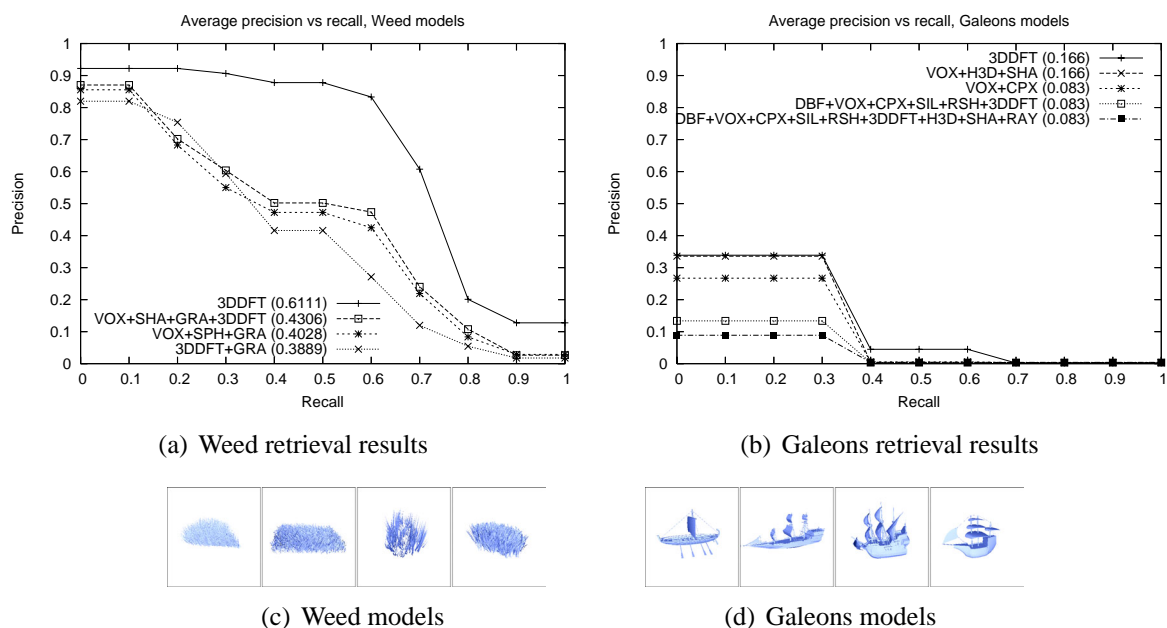 Average precision vs recall, Weed models
1
0.9
0.8
0.7
0.6
0.5
0.4
0.3
0.2
0.1
0
Precision
3DDFT (0.6111)
VOX+SHA+GRA+3DDFT (0.4306)
VOX+SPH+GRA (0.4028)
3DDFT+GRA (0.3889)
0 0.1 0.2 0.3 0.4 0.5 0.6 0.7 0.8 0.9 1
Recall
(a) Weed retrieval results
Average precision vs recall, Galeons models
1
0.9
0.8
0.7
0.6
0.5
0.4
0.3
0.2
0.1
0
Precision
3DDFT (0.166)
VOX+H3D+SHA (0.166)
VOX+CPX (0.083)
DBF+VOX+CPX+SIL+RSH+3DDFT (0.083)
DBF+VOX+CPX+SIL+RSH+3DDFT+H3D+SHA+RAY (0.083)
0 0.1 0.2 0.3 0.4 0.5 0.6 0.7 0.8 0.9 1
Recall
(b) Galeons retrieval results
(c) Weed models
(d) Galeons models